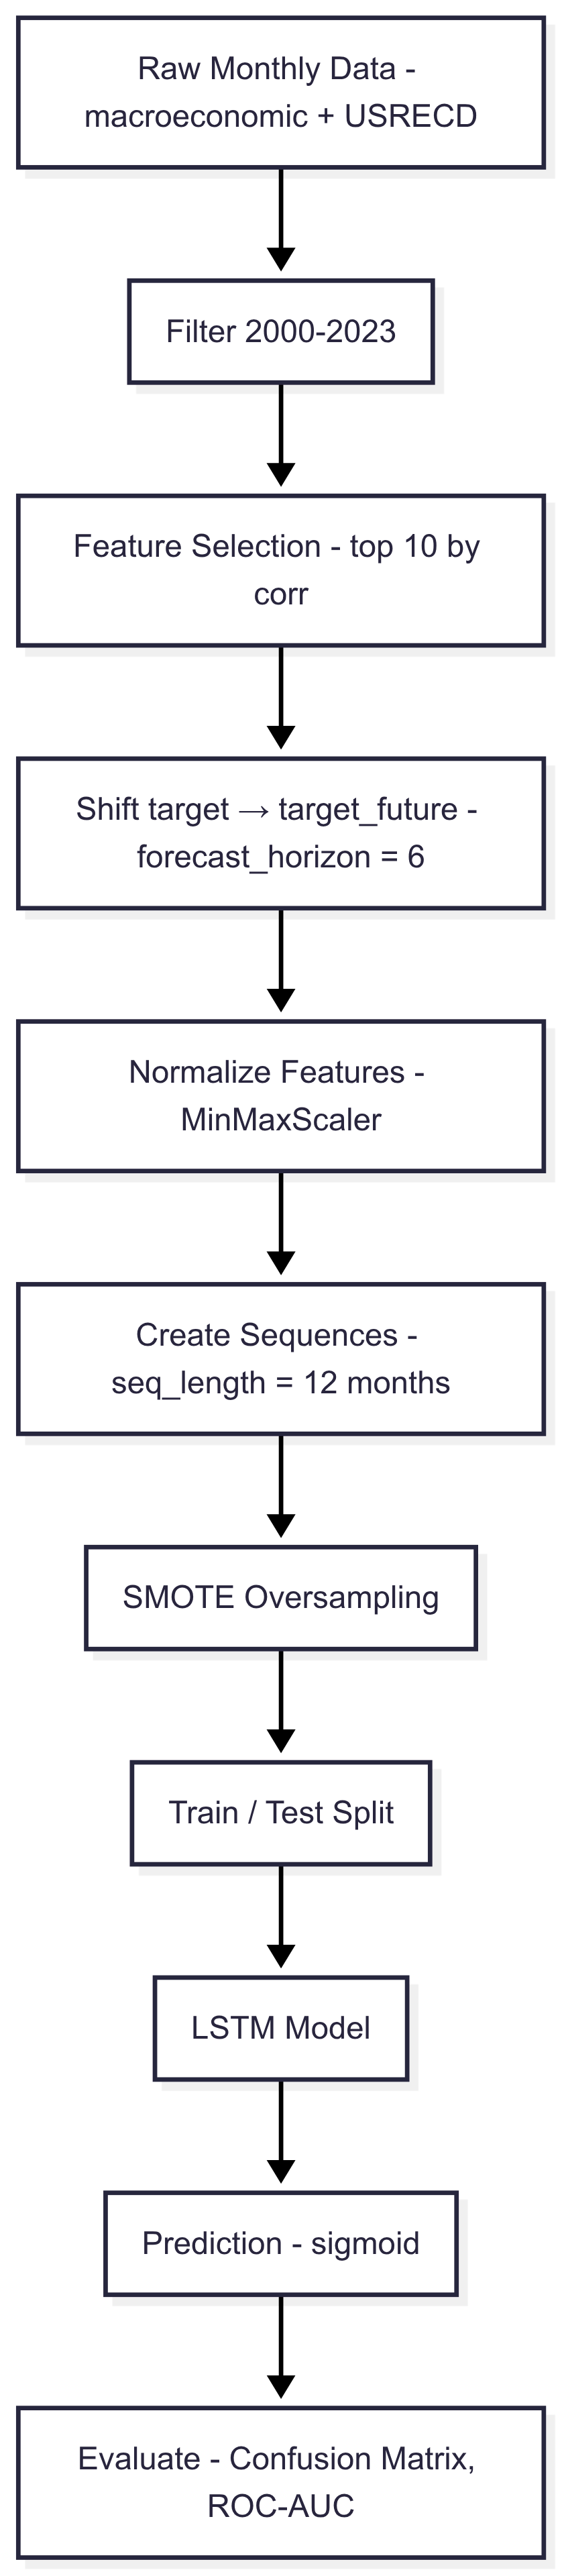 Raw Monthly Data -
macroeconomic + USRECD
Filter 2000-2023
Feature Selection - top 10 by
corr
Shift target → target_future -
forecast_horizon = 6
Normalize Features -
MinMaxScaler
Create Sequences -
seq_length = 12 months
SMOTE Oversampling
Train / Test Split
LSTM Model
Prediction - sigmoid
Evaluate - Confusion Matrix,
ROC-AUC